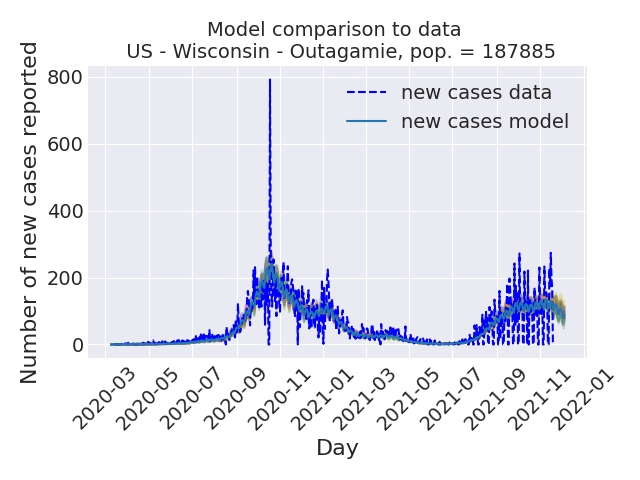 Model comparison to data
US - Wisconsin - Outagamie, pop. = 187885
Number of new cases reported
800
600
400
200
0
new cases data
new cases model
2020-03
2020-05
2020-07
2020-09
2020-11
2021-01
2021-03
2021-05
2021-07
2021-09
2021-11
2022-01
Day